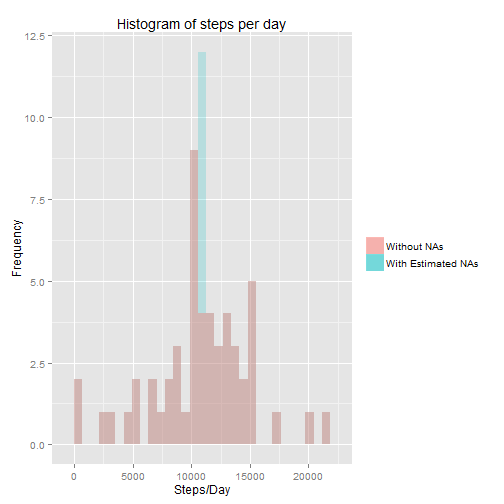 Histogram of steps per day
12.5
10.0
7.5
5.0
2.5
0.0
Frequency
0 5000 10000 15000 20000
Steps/Day
Without NAs
With Estimated NAs